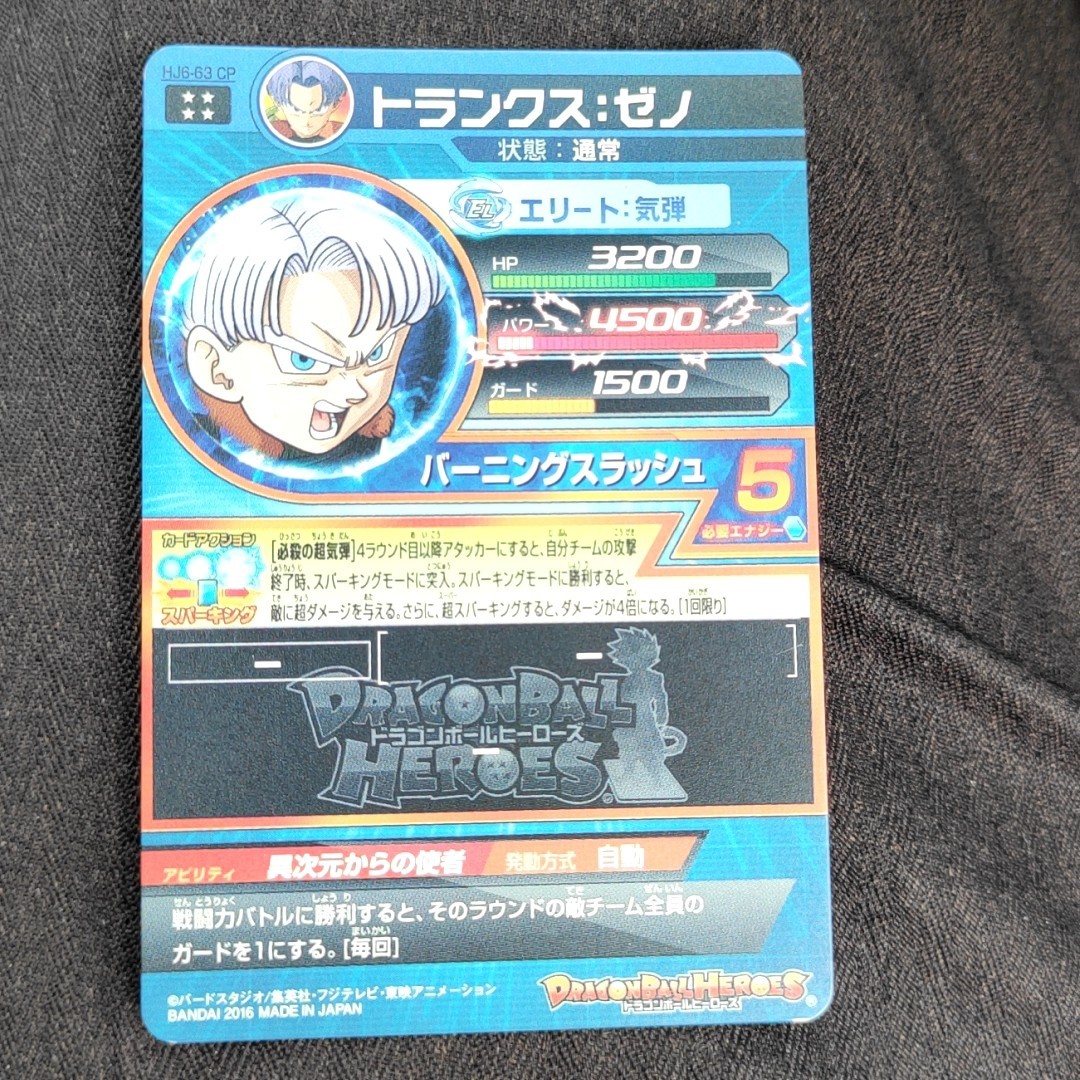 HJ6-63 CP
トランクス：ゼノ
状態：通常
EL エリート：気弾
HP 3200
パワー 4500
ガード 1500
バーニングスラッシュ
5
必要エナジー
カードアクション
スパーキング
[必殺の超気弾]4ラウンド目以降アタッカーにすると、自分チームの攻撃
終了時、スパーキングモードに突入。スパーキングモードに勝利すると、
敵に超ダメージを与える。さらに、超スパーキングすると、ダメージが4倍になる。[1回限り]
ー
[ー]
DRAGONBALL
ドラゴンボールヒーローズ
ー
HEROES
アビリティ 異次元からの使者 発動方式 自動
戦闘力バトルに勝利すると、そのラウンドの敵チーム全員の
ガードを1にする。[毎回]
©バードスタジオ/集英社・フジテレビ・東映アニメーション
BANDAI 2016 MADE IN JAPAN
DRAGONBALL HEROES
ドラゴンボールヒーローズ